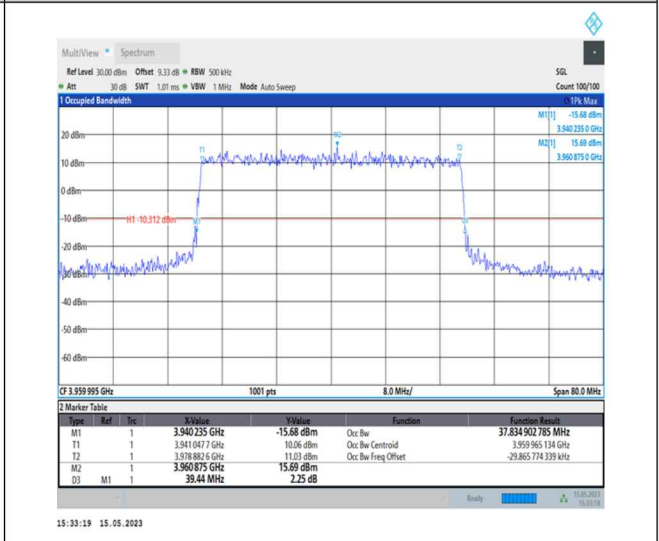 MultiView Spectrum
Ref Level 30.00 dBm Offset 9.33 dB RBW 500 kHz SGL
Att 30 dB SWT 1.01 ms VBW 1 MHz Mode Auto Sweep Count 100/100
1 Occupied Bandwidth 1Pk Max
M1[1] -15.68 dBm
3.940 235 0 GHz
20 dBm
M2
M2[1] 15.69 dBm
3.960 875 0 GHz
T1 T2
10 dBm
0 dBm
-10 dBm H1 -10.312 dBm
M1
-20 dBm
-40 dBm
-50 dBm
-60 dBm
CF 3.959 995 GHz 1001 pts 8.0 MHz/ Span 80.0 MHz
2 Marker Table
Type Ref Trc X-Value Y-Value Function Function Result
M1 1 3.940 235 GHz -15.68 dBm Occ Bw 37.834 902 785 MHz
T1 1 3.941 047 7 GHz 10.06 dBm Occ Bw Centroid 3.959 965 134 GHz
T2 1 3.978 882 6 GHz 11.03 dBm Occ Bw Freq Offset -29.865 774 339 kHz
M2 1 3.960 875 GHz 15.69 dBm
D3 M1 1 39.44 MHz 2.25 dB
Ready 15.05.2023
15:33:18
15:33:19 15.05.2023